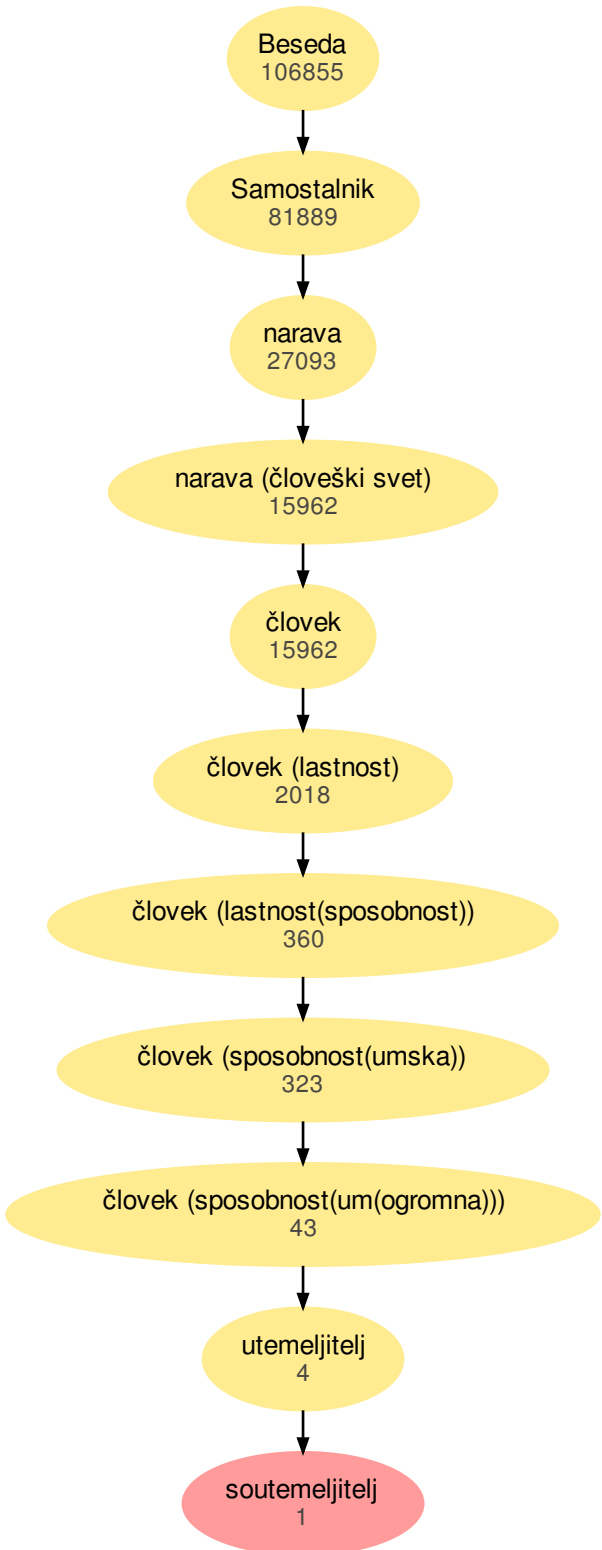 Beseda
106855
Samostalnik
81889
narava
27093
narava (človeški svet)
15962
človek
15962
človek (lastnost)
2018
človek (lastnost(sposobnost))
360
človek (sposobnost(umska))
323
človek (sposobnost(um(ogromna)))
43
utemeljitelj
4
soutemeljitelj
1